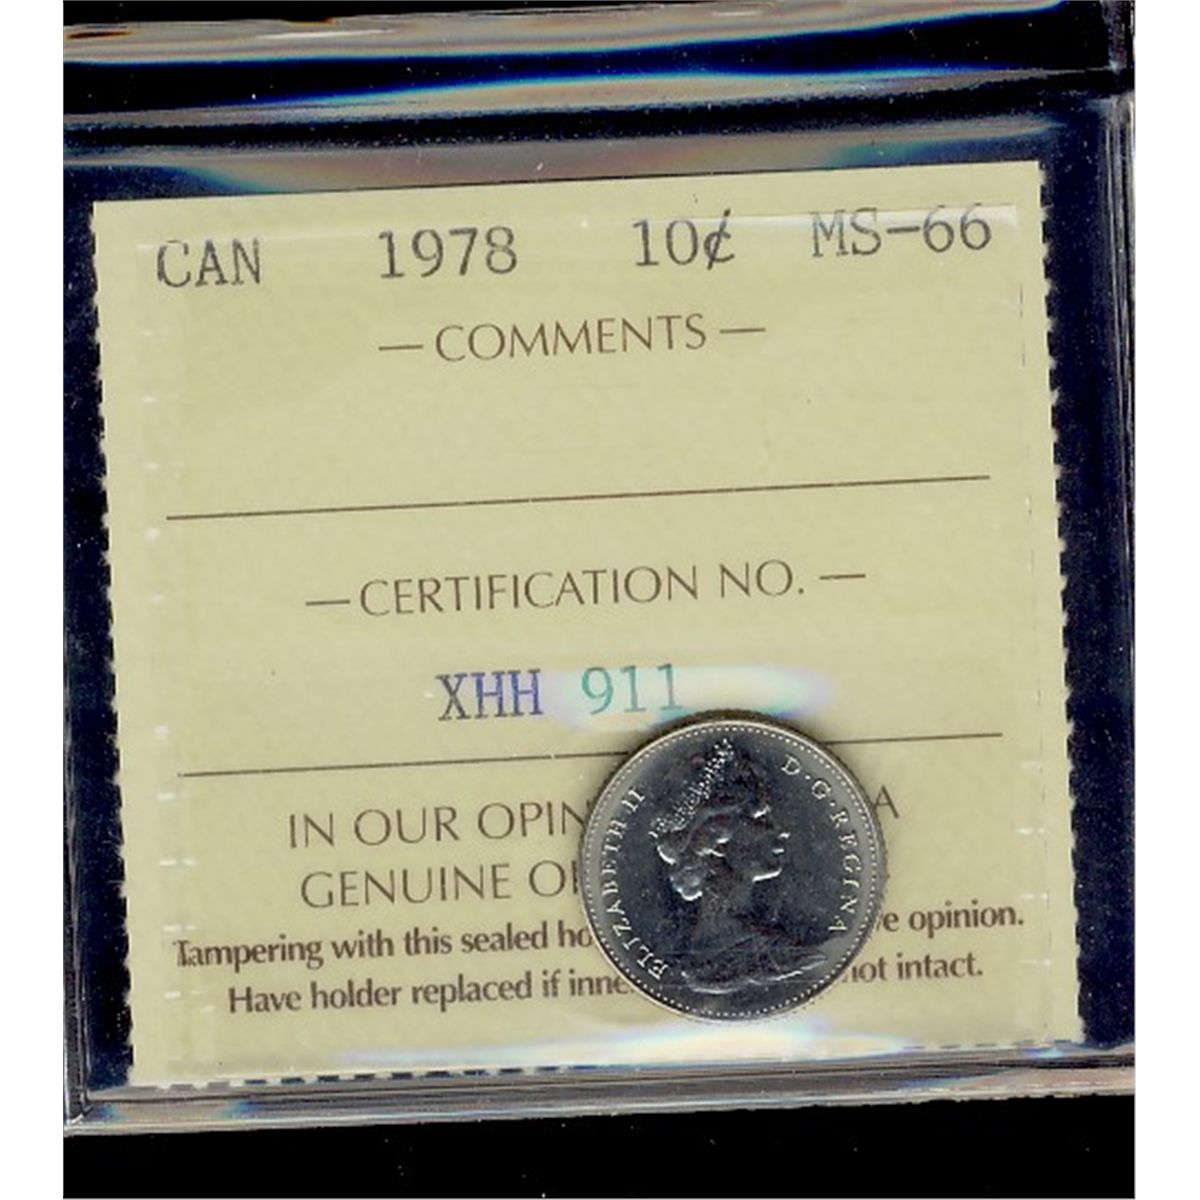 CAN 1978 10¢ MS-66
— COMMENTS —
— CERTIFICATION NO. —
XHH 911
IN OUR OPIN A
GENUINE
Tampering with this sealed ho e opinion.
Have holder replaced if inne not intact.
ELIZABETH II D·G·REGINA